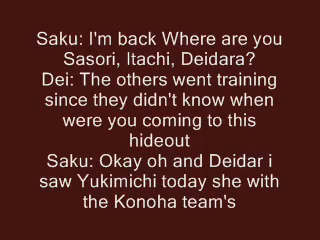 Saku: I'm back Where are you
Sasori, Itachi, Deidara?
Dei: The others went training
since they didn't know when
were you coming to this
hideout
Saku: Okay oh and Deidar i
saw Yukimichi today she with
the Konoha team's